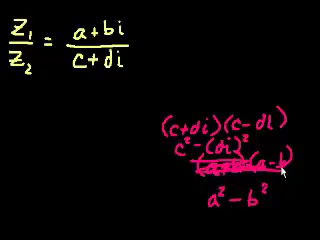 Z₁/Z₂ = (a+bi)/(c+di)
(c+di)(c-di)
c²-(di)²
(a-b)
a²-b²